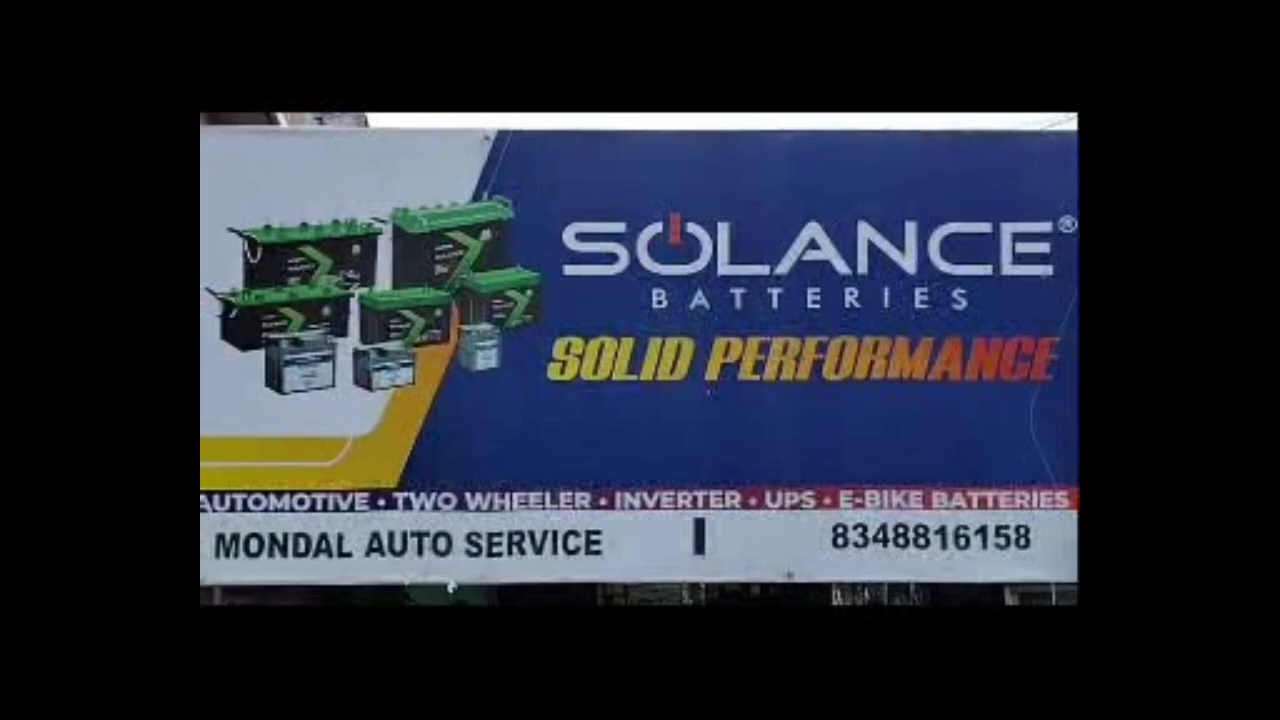 SOLANCE®
BATTERIES
SOLID PERFORMANCE
AUTOMOTIVE • TWO WHEELER • INVERTER • UPS • E-BIKE BATTERIES
MONDAL AUTO SERVICE | 8348816158